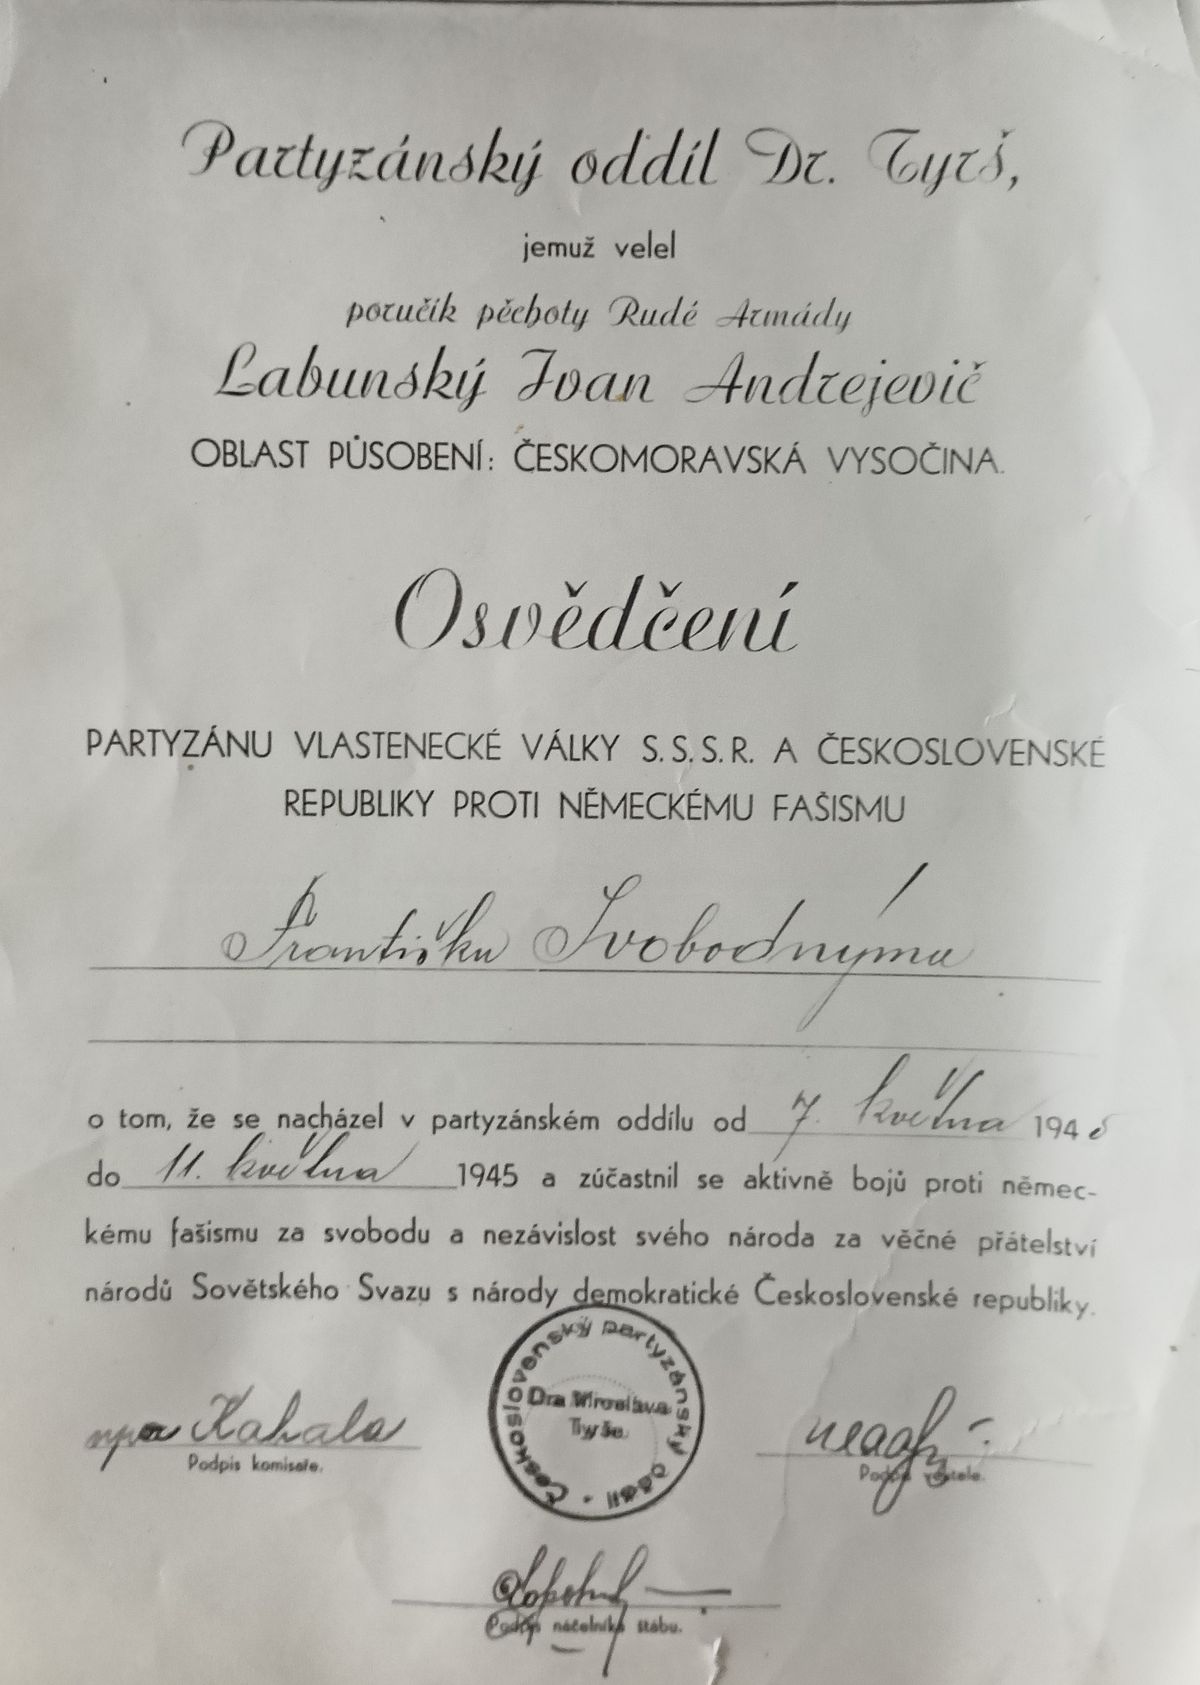 Partyzánský oddíl Dr. Tyrš,
jemuž velel
poručík pěchoty Rudé Armády
Labunský Ivan Andrejevič
OBLAST PŮSOBENÍ: ČESKOMORAVSKÁ VYSOČINA.
Osvědčení
PARTYZÁNU VLASTENECKÉ VÁLKY S.S.S.R. A ČESKOSLOVENSKÉ
REPUBLIKY PROTI NĚMECKÉMU FAŠISMU
Františku Svobodnýmu
o tom, že se nacházel v partyzánském oddílu od 7. května 1945
do 11. května 1945 a zúčastnil se aktivně bojů proti němec-
kému fašismu za svobodu a nezávislost svého národa za věčné přátelství
národů Sovětského Svazu s národy demokratické Československé republiky.
Československý partyzánský oddíl
Dra Miroslava
Tyrše
Kahala
Podpis komisaře.
Podpis velitele.
Podpis náčelníka štábu.